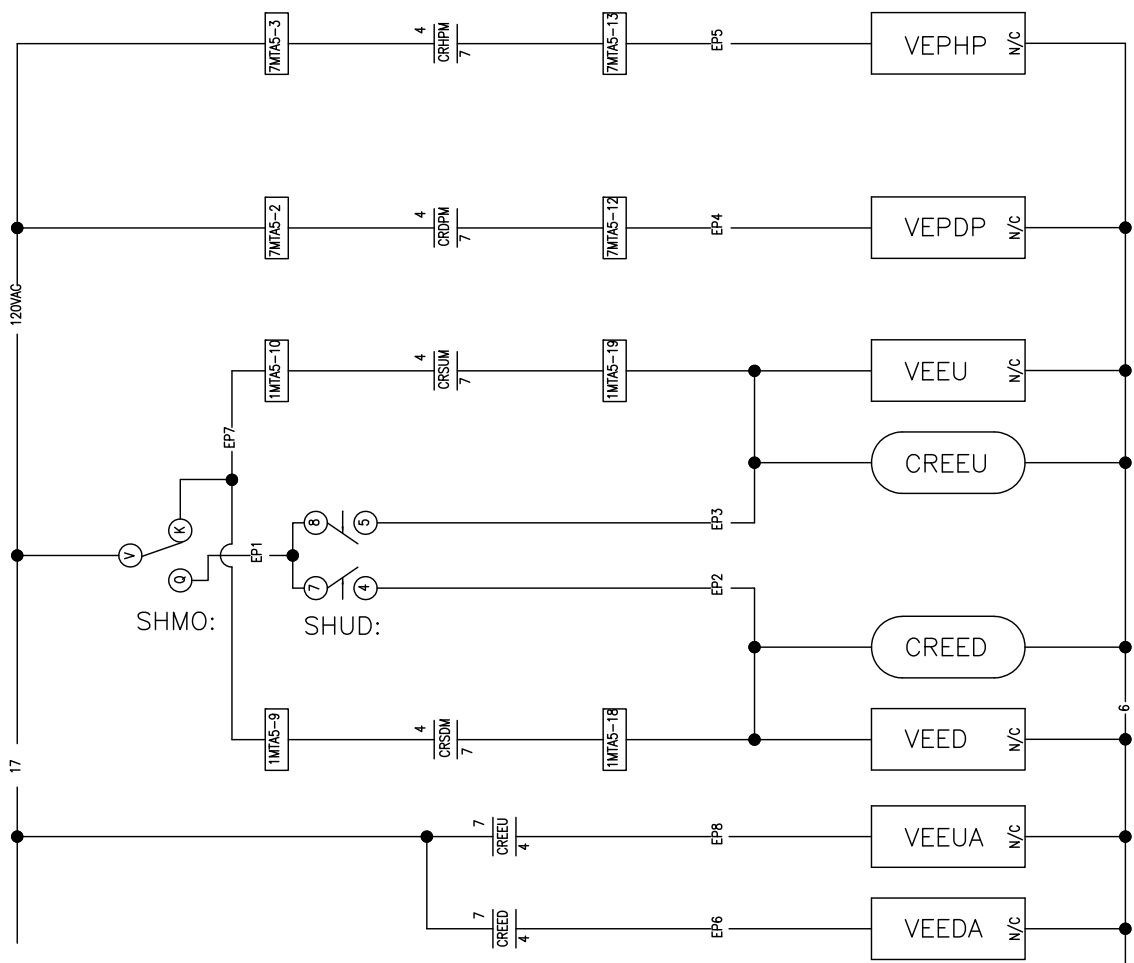 7MTA5-3
4
CRHPM
7
7MTA5-13
EP5
VEPHP
N/C
7MTA5-2
4
CRDPM
7
7MTA5-12
EP4
VEPDP
N/C
120VAC
1MTA5-10
4
CRSUM
7
1MTA5-19
VEEU
N/C
EP7
CREEU
V
K
Q
SHMO:
EP1
8
5
EP3
7
4
EP2
SHUD:
CREED
6
1MTA5-9
4
CRSDM
7
1MTA5-18
VEED
N/C
17
7
CREEU
4
EP8
VEEUA
N/C
7
CREED
4
EP6
VEEDA
N/C